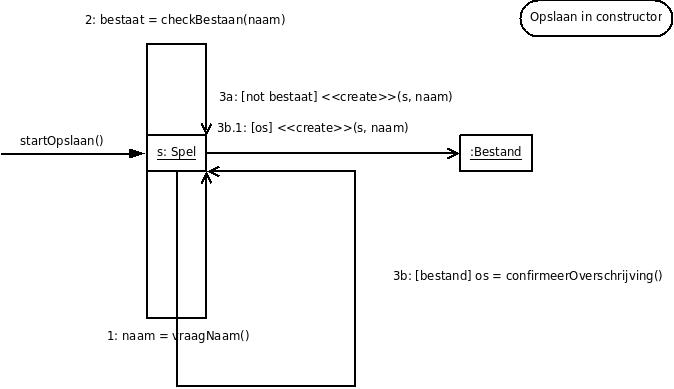 2: bestaat = checkBestaan(naam)
Opslaan in constructor
3a: [not bestaat] <<create>>(s, naam)
3b.1: [os] <<create>>(s, naam)
startOpslaan()
s: Spel
:Bestand
3b: [bestand] os = confirmeerOverschrijving()
1: naam = vraagNaam()